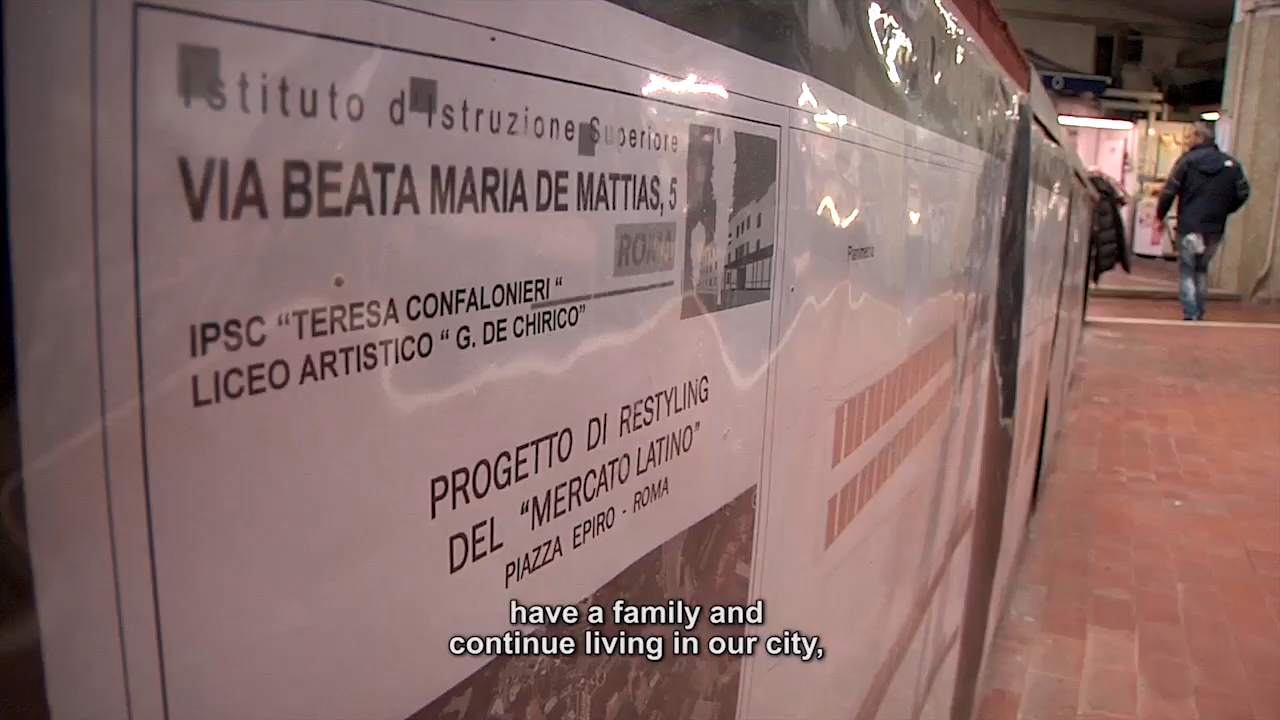 Istituto d'Istruzione Superiore
VIA BEATA MARIA DE MATTIAS, 5
ROMA
IPSC “TERESA CONFALONIERI “
LICEO ARTISTICO “ G. DE CHIRICO”
PROGETTO DI RESTYLING
DEL “MERCATO LATINO”
PIAZZA EPIRO - ROMA
Planimetria
have a family and
continue living in our city,